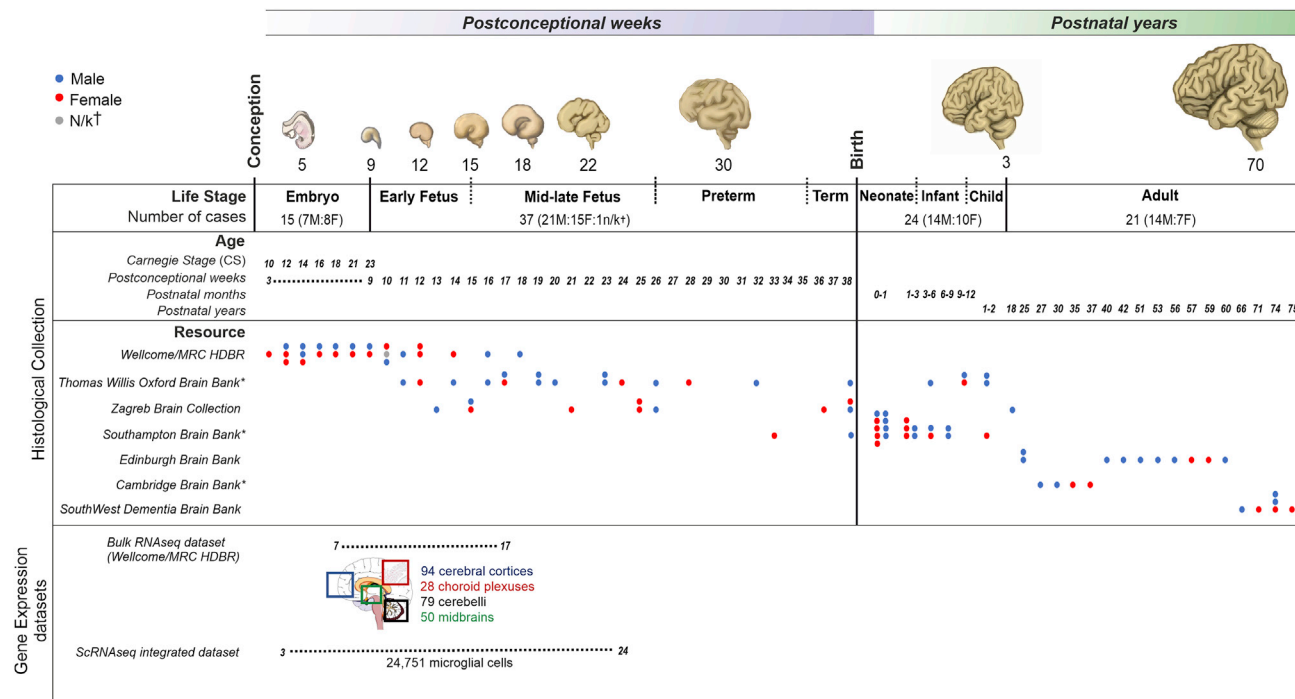 Postconceptional weeks Postnatal years
Male
Female
N/k†
Conception
Birth
5 9 12 15 18 22 30 3 70
Life Stage Embryo Early Fetus Mid-late Fetus Preterm Term Neonate Infant Child Adult
Number of cases 15 (7M:8F) 37 (21M:15F:1n/k†) 24 (14M:10F) 21 (14M:7F)
Histological Collection
Age
Carnegie Stage (CS) 10 12 14 16 18 21 23
Postconceptional weeks 3 9 10 11 12 13 14 15 16 17 18 19 20 21 22 23 24 25 26 27 28 29 30 31 32 33 34 35 36 37 38
Postnatal months 0-1 1-3 3-6 6-9 9-12
Postnatal years 1-2 18 25 27 30 35 37 40 42 51 53 56 57 59 60 66 71 74 75
Resource
Wellcome/MRC HDBR
Thomas Willis Oxford Brain Bank*
Zagreb Brain Collection
Southampton Brain Bank*
Edinburgh Brain Bank
Cambridge Brain Bank*
SouthWest Dementia Brain Bank
Gene Expression
datasets
Bulk RNAseq dataset 7 17
(Wellcome/MRC HDBR)
94 cerebral cortices
28 choroid plexuses
79 cerebelli
50 midbrains
ScRNAseq integrated dataset 3 24
24,751 microglial cells